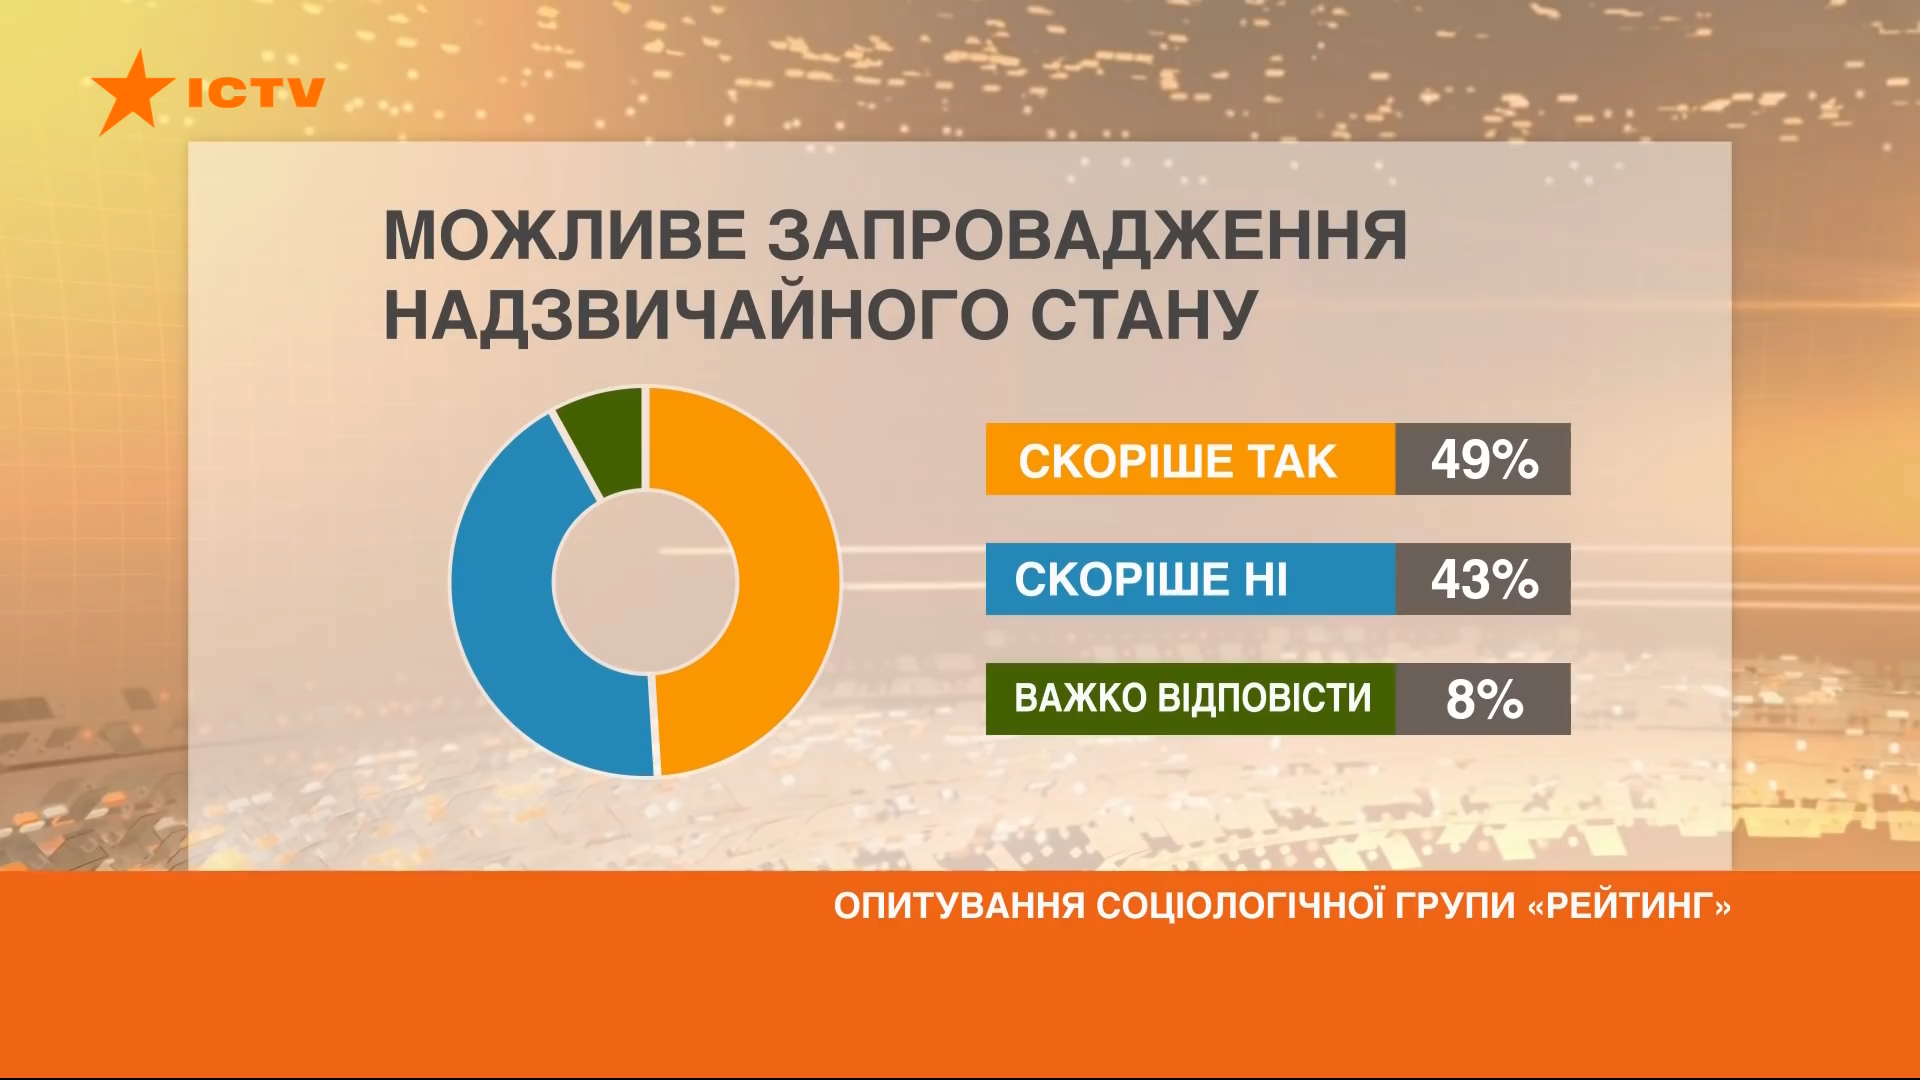 ICTV
МОЖЛИВЕ ЗАПРОВАДЖЕННЯ
НАДЗВИЧАЙНОГО СТАНУ
СКОРІШЕ ТАК 49%
СКОРІШЕ НІ 43%
ВАЖКО ВІДПОВІСТИ 8%
ОПИТУВАННЯ СОЦІОЛОГІЧНОЇ ГРУПИ «РЕЙТИНГ»